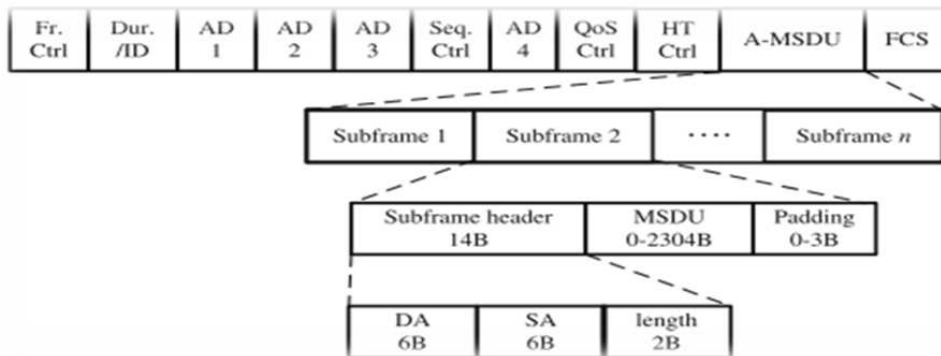 Fr. Dur. AD AD AD Seq. AD QoS HT A-MSDU FCS
Ctrl /ID 1 2 3 Ctrl 4 Ctrl Ctrl
Subframe 1 Subframe 2 .... Subframe n
Subframe header MSDU Padding
14B 0-2304B 0-3B
DA SA length
6B 6B 2B